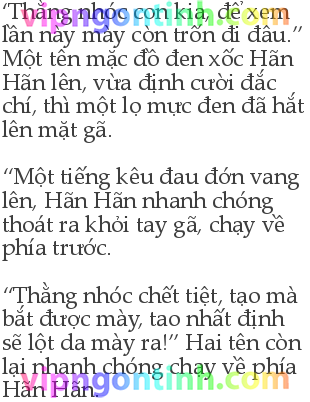 “Thằng nhóc con kia, để xem
lần này mày còn trốn đi đâu.”
Một tên mặc đồ đen xốc Hãn
Hãn lên, vừa định cười đắc
chí, thì một lọ mực đen đã hắt
lên mặt gã.
“Một tiếng kêu đau đớn vang
lên, Hãn Hãn nhanh chóng
thoát ra khỏi tay gã, chạy về
phía trước.
“Thằng nhóc chết tiệt, tạo mà
bắt được mày, tao nhất định
sẽ lột da mày ra!” Hai tên còn
lại nhanh chóng chạy về phía
Hãn Hãn.
vipngontinh.com
vipngontinh.com